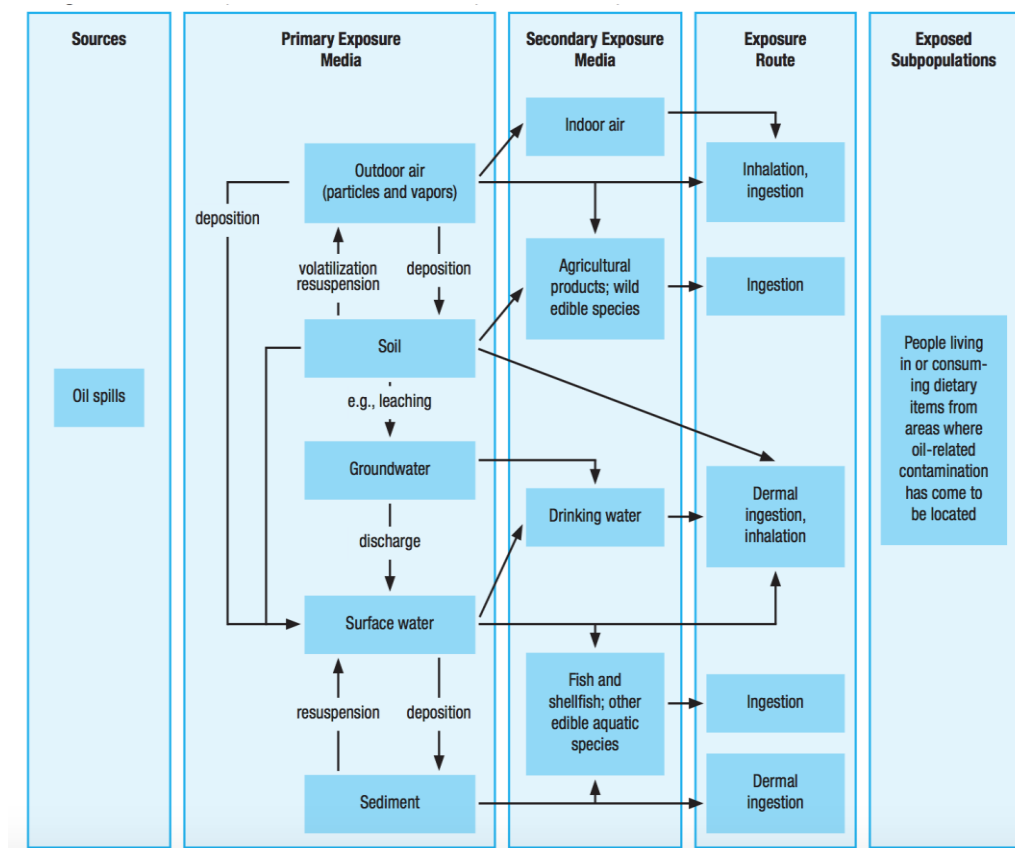 Sources
Primary Exposure
Media
Secondary Exposure
Media
Exposure
Route
Exposed
Subpopulations
Indoor air
Outdoor air
(particles and vapors)
Inhalation,
ingestion
deposition
volatilization
resuspension
deposition
Agricultural
products; wild
edible species
Ingestion
Soil
Oil spills
e.g., leaching
People living
in or consum-
ing dietary
items from
areas where
oil-related
contamination
has come to
be located
Groundwater
Drinking water
Dermal
ingestion,
inhalation
discharge
Surface water
resuspension
deposition
Fish and
shellfish; other
edible aquatic
species
Ingestion
Sediment
Dermal
ingestion